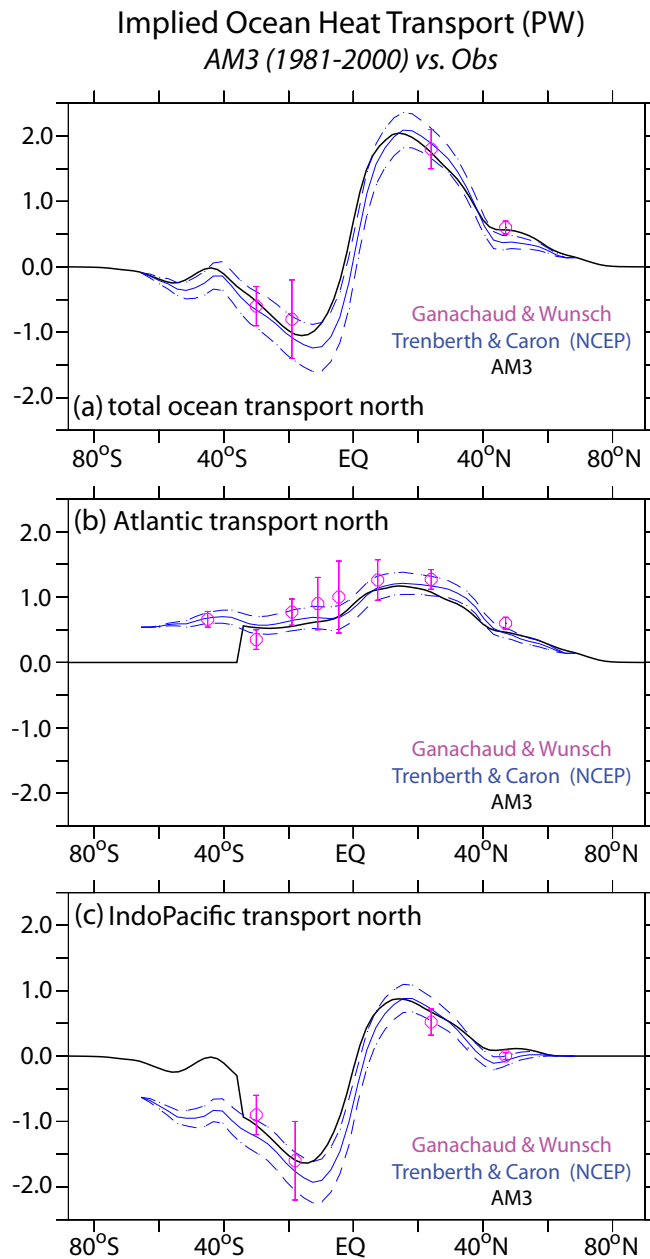 Implied Ocean Heat Transport (PW)
AM3 (1981-2000) vs. Obs
2.0
1.0
0.0
-1.0
-2.0
Ganachaud & Wunsch
Trenberth & Caron (NCEP)
AM3
(a) total ocean transport north
80°S 40°S EQ 40°N 80°N
(b) Atlantic transport north
2.0
1.0
0.0
-1.0
-2.0
Ganachaud & Wunsch
Trenberth & Caron (NCEP)
AM3
80°S 40°S EQ 40°N 80°N
(c) IndoPacific transport north
2.0
1.0
0.0
-1.0
-2.0
Ganachaud & Wunsch
Trenberth & Caron (NCEP)
AM3
80°S 40°S EQ 40°N 80°N